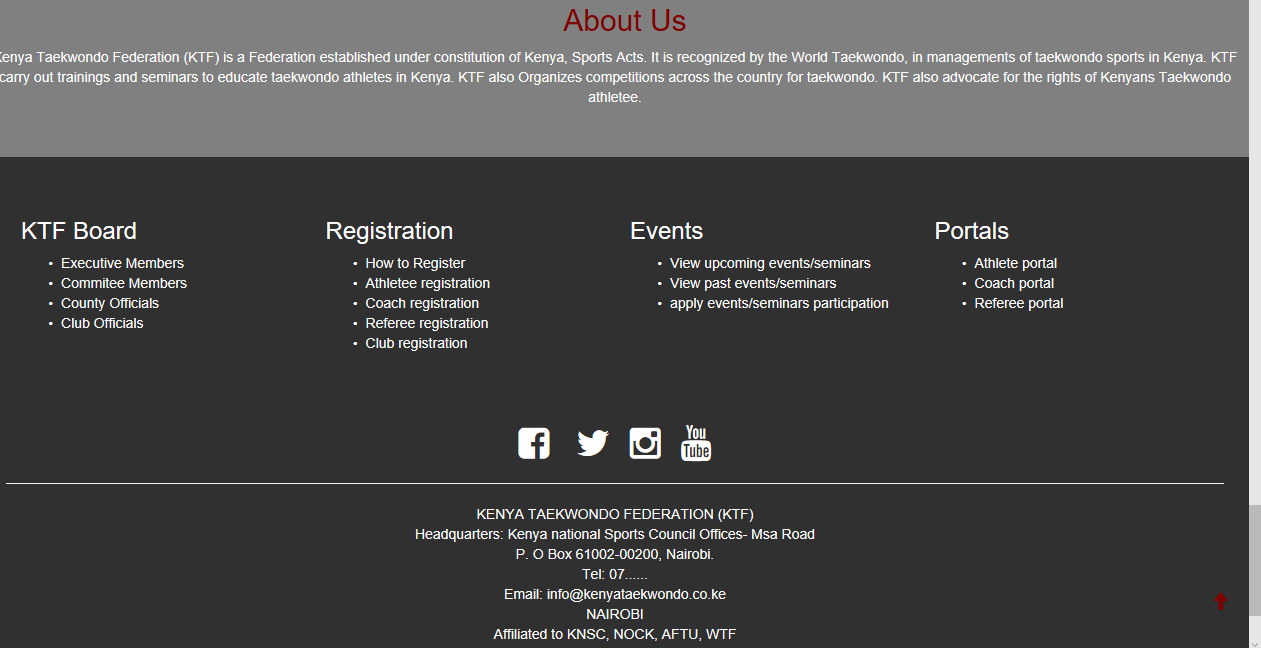 About Us
Kenya Taekwondo Federation (KTF) is a Federation established under constitution of Kenya, Sports Acts. It is recognized by the World Taekwondo, in managements of taekwondo sports in Kenya. KTF
carry out trainings and seminars to educate taekwondo athletes in Kenya. KTF also Organizes competitions across the country for taekwondo. KTF also advocate for the rights of Kenyans Taekwondo
athletee.
KTF Board
• Executive Members
• Commitee Members
• County Officials
• Club Officials
Registration
• How to Register
• Athletee registration
• Coach registration
• Referee registration
• Club registration
Events
• View upcoming events/seminars
• View past events/seminars
• apply events/seminars participation
Portals
• Athlete portal
• Coach portal
• Referee portal
You
Tube
KENYA TAEKWONDO FEDERATION (KTF)
Headquarters: Kenya national Sports Council Offices- Msa Road
P. O Box 61002-00200, Nairobi.
Tel: 07......
Email: info@kenyataekwondo.co.ke
NAIROBI
Affiliated to KNSC, NOCK, AFTU, WTF